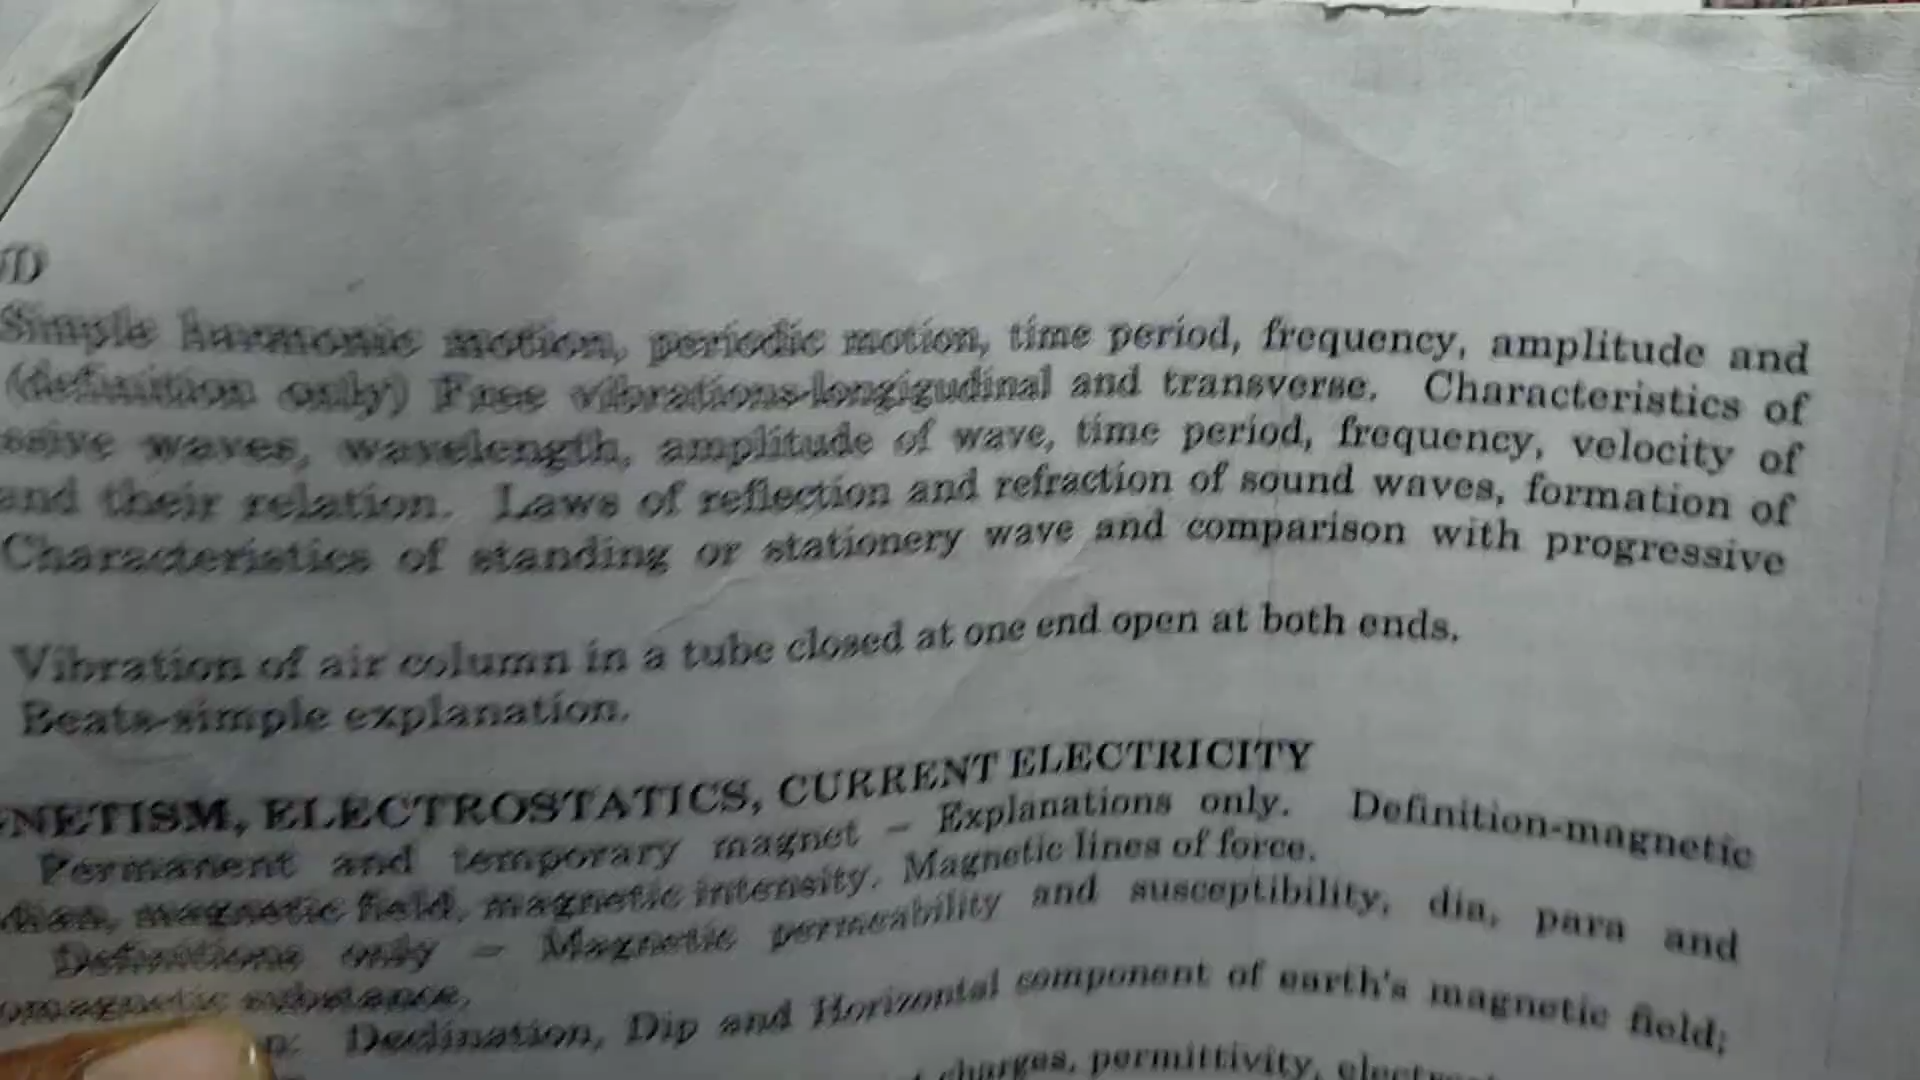 Simple harmonic motion, periodic motion, time period, frequency, amplitude and
(definition only) Free vibrations-longigudinal and transverse. Characteristics of
waves, wavelength, amplitude of wave, time period, frequency, velocity of
and their relation. Laws of reflection and refraction of sound waves, formation of
Characteristics of standing or stationery wave and comparison with progressive
Vibration of air column in a tube closed at one end open at both ends.
Beats-simple explanation.
NETISM, ELECTROSTATICS, CURRENT ELECTRICITY
Permanent and temporary magnet – Explanations only. Definition-magnetic
magnetic field, magnetic intensity. Magnetic lines of force.
Definitions only – Magnetic permeability and susceptibility, dia, para and
omagnetic substance.
Declination, Dip and Horizontal component of earth's magnetic field;
charges, permittivity,